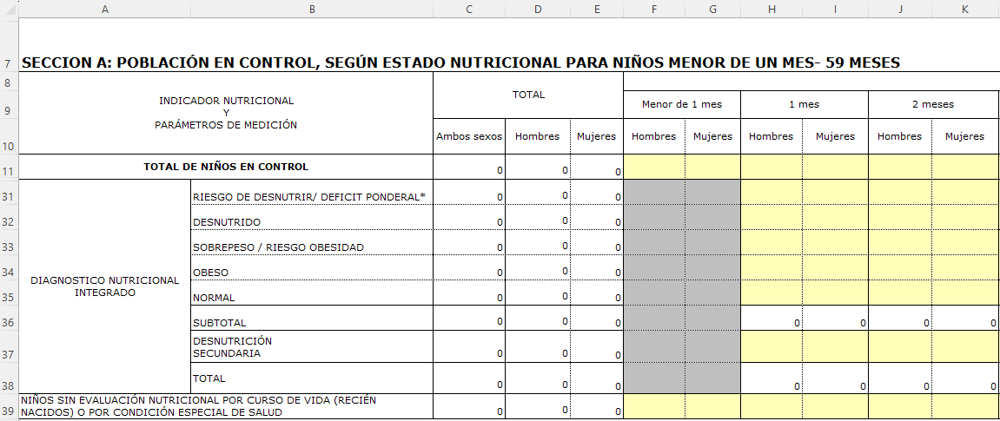 A B C D E F G H I J K
7 SECCION A: POBLACIÓN EN CONTROL, SEGÚN ESTADO NUTRICIONAL PARA NIÑOS MENOR DE UN MES- 59 MESES
8
INDICADOR NUTRICIONAL
Y
PARÁMETROS DE MEDICIÓN
TOTAL
9 Menor de 1 mes 1 mes 2 meses
10 Ambos sexos Hombres Mujeres Hombres Mujeres Hombres Mujeres Hombres Mujeres
11 TOTAL DE NIÑOS EN CONTROL 0 0 0
DIAGNOSTICO NUTRICIONAL
INTEGRADO
31 RIESGO DE DESNUTRIR/ DEFICIT PONDERAL* 0 0 0
32 DESNUTRIDO 0 0 0
33 SOBREPESO / RIESGO OBESIDAD 0 0 0
34 OBESO 0 0 0
35 NORMAL 0 0 0
36 SUBTOTAL 0 0 0 0 0 0 0
DESNUTRICIÓN
37 SECUNDARIA 0 0 0
38 TOTAL 0 0 0 0 0 0 0
NIÑOS SIN EVALUACIÓN NUTRICIONAL POR CURSO DE VIDA (RECIÉN
39 NACIDOS) O POR CONDICIÓN ESPECIAL DE SALUD 0 0 0